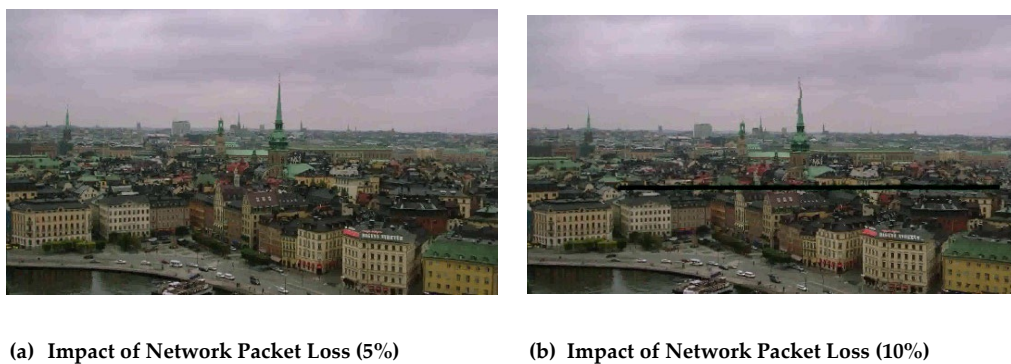 (a) Impact of Network Packet Loss (5%)
(b) Impact of Network Packet Loss (10%)